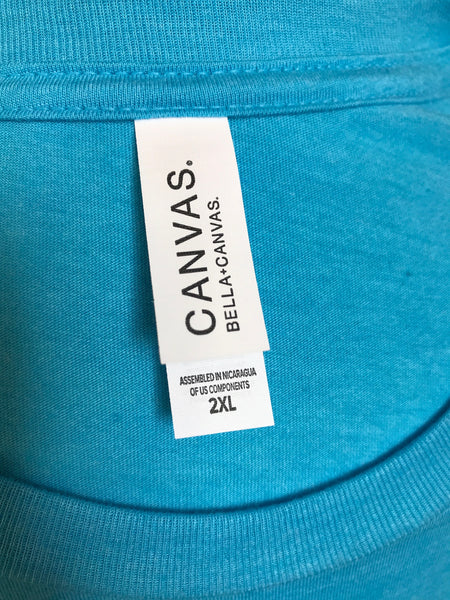 CANVAS.
BELLA+CANVAS.
ASSEMBLED IN NICARAGUA
OF US COMPONENTS
2XL